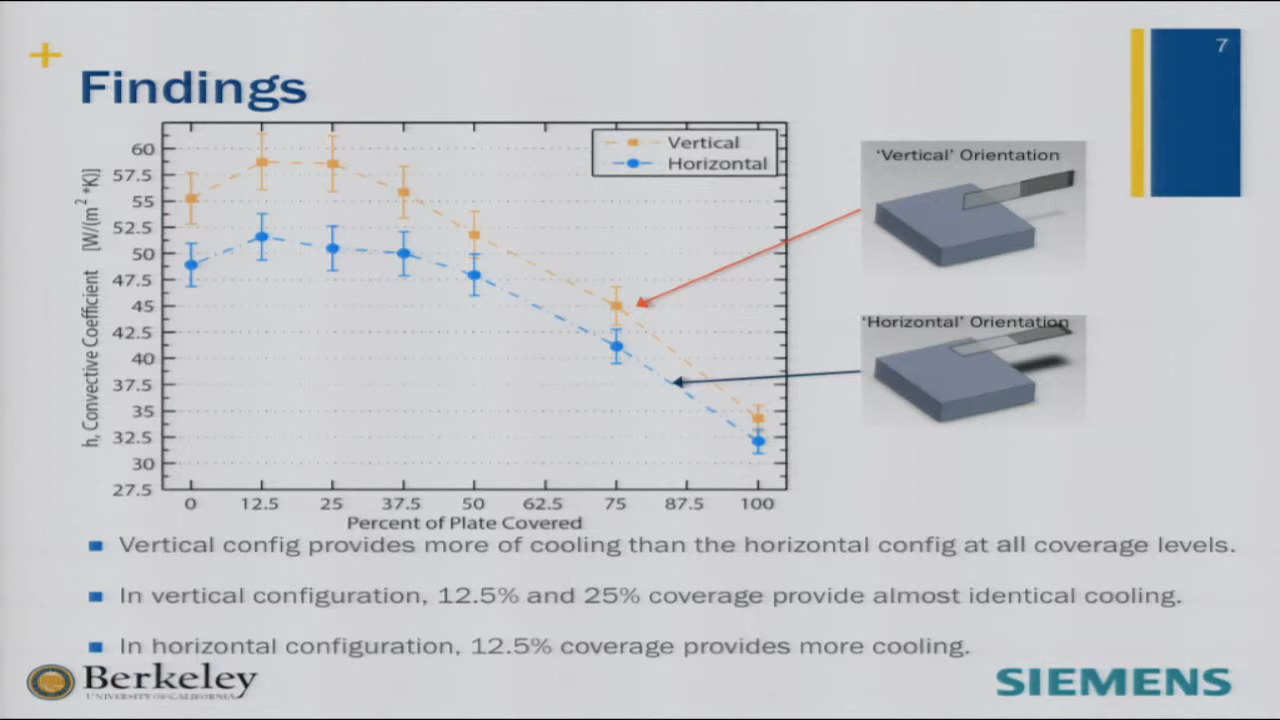 7
Findings
Vertical
Horizontal
60
57.5
55
52.5
50
47.5
45
42.5
40
37.5
35
32.5
30
27.5
h, Convective Coefficient [W/(m² *K)]
0 12.5 25 37.5 50 62.5 75 87.5 100
Percent of Plate Covered
‘Vertical’ Orientation
‘Horizontal’ Orientation
Vertical config provides more of cooling than the horizontal config at all coverage levels.
In vertical configuration, 12.5% and 25% coverage provide almost identical cooling.
In horizontal configuration, 12.5% coverage provides more cooling.
Berkeley
UNIVERSITY OF CALIFORNIA
SIEMENS